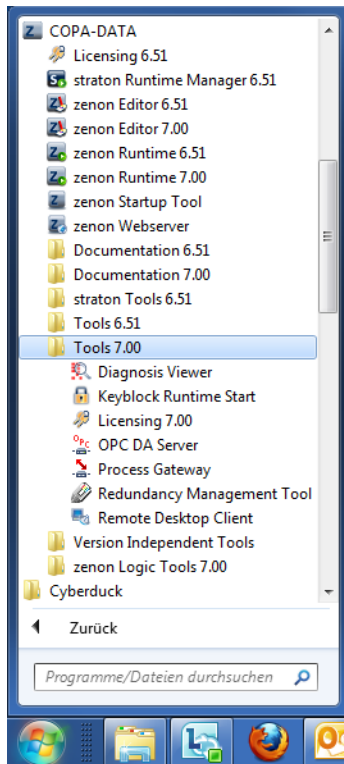 COPA-DATA
Licensing 6.51
straton Runtime Manager 6.51
zenon Editor 6.51
zenon Editor 7.00
zenon Runtime 6.51
zenon Runtime 7.00
zenon Startup Tool
zenon Webserver
Documentation 6.51
Documentation 7.00
straton Tools 6.51
Tools 6.51
Tools 7.00
Diagnosis Viewer
Keyblock Runtime Start
Licensing 7.00
OPC DA Server
Process Gateway
Redundancy Management Tool
Remote Desktop Client
Version Independent Tools
zenon Logic Tools 7.00
Cyberduck
Zurück
Programme/Dateien durchsuchen